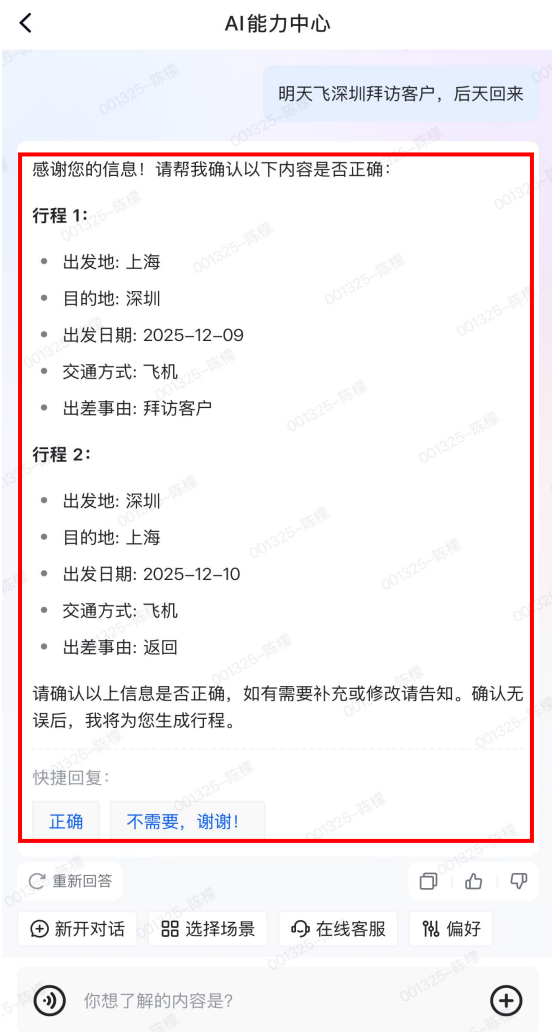 AI能力中心
明天飞深圳拜访客户，后天回来
感谢您的信息！请帮我确认以下内容是否正确：
行程 1:
出发地: 上海
目的地: 深圳
出发日期: 2025-12-09
交通方式: 飞机
出差事由: 拜访客户
行程 2:
出发地: 深圳
目的地: 上海
出发日期: 2025-12-10
交通方式: 飞机
出差事由: 返回
请确认以上信息是否正确，如有需要补充或修改请告知。确认无
误后，我将为您生成行程。
快捷回复：
正确
不需要，谢谢！
重新回答
新开对话
选择场景
在线客服
偏好
你想了解的内容是?
001325-陈檬